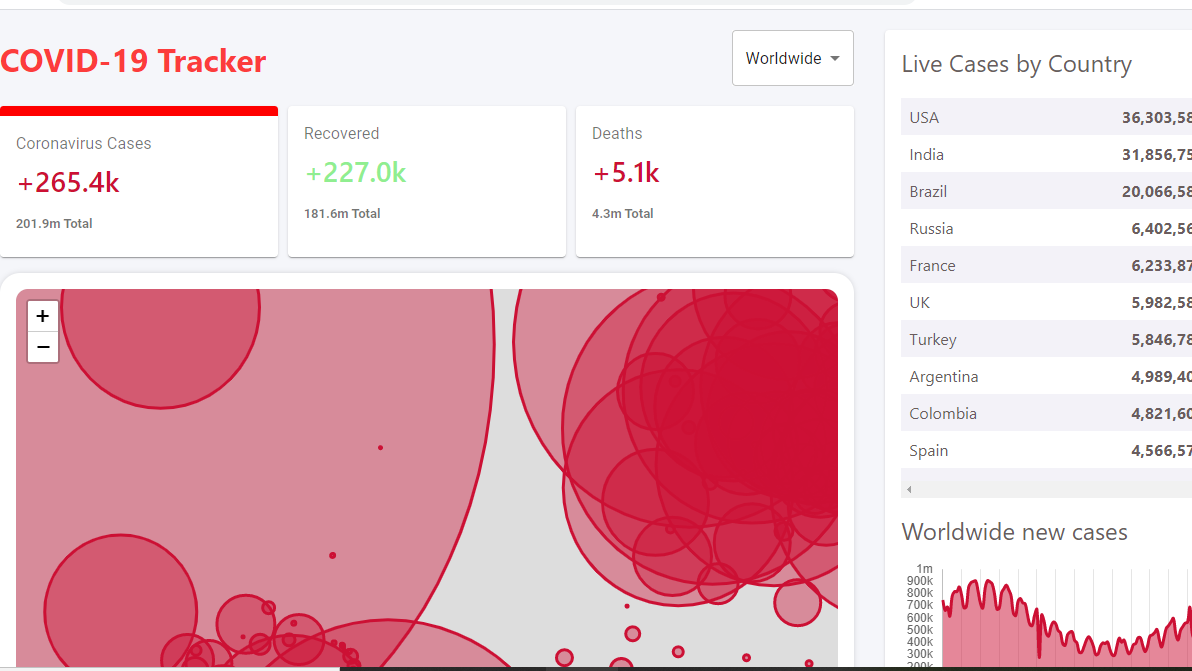 COVID-19 Tracker
Worldwide
Coronavirus Cases
+265.4k
201.9m Total
Recovered
+227.0k
181.6m Total
Deaths
+5.1k
4.3m Total
+
−
Live Cases by Country
USA 36,303,58
India 31,856,75
Brazil 20,066,58
Russia 6,402,56
France 6,233,87
UK 5,982,58
Turkey 5,846,78
Argentina 4,989,40
Colombia 4,821,60
Spain 4,566,57
Worldwide new cases
1m
900k
800k
700k
600k
500k
400k
300k
200k